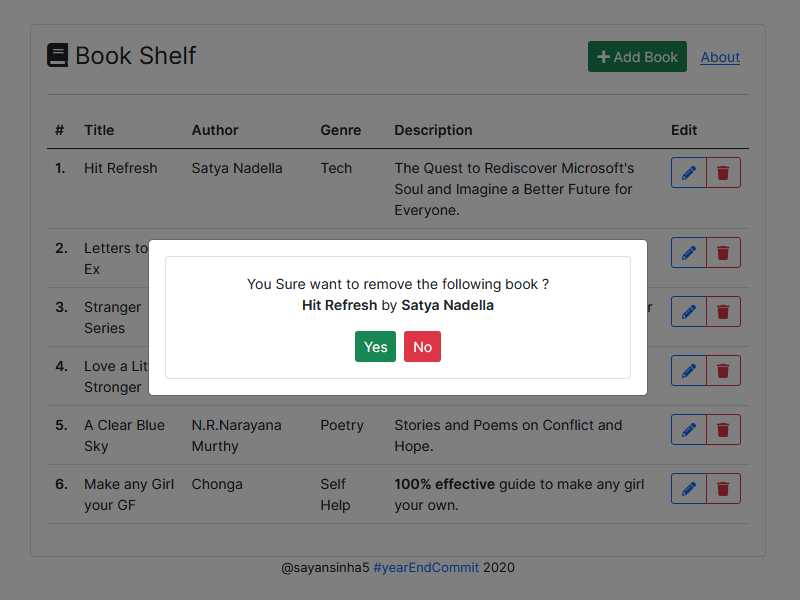 Book Shelf
Add Book
About
# Title Author Genre Description Edit
1. Hit Refresh Satya Nadella Tech The Quest to Rediscover Microsoft's
Soul and Imagine a Better Future for
Everyone.
2. Letters to
Ex
3. Stranger
Series
4. Love a
Stronger
You Sure want to remove the following book ?
Hit Refresh by Satya Nadella
Yes No
5. A Clear Blue N.R.Narayana Poetry Stories and Poems on Conflict and
Sky Murthy Hope.
6. Make any Girl Chonga Self 100% effective guide to make any girl
your GF Help your own.
@sayansinha5 #yearEndCommit 2020